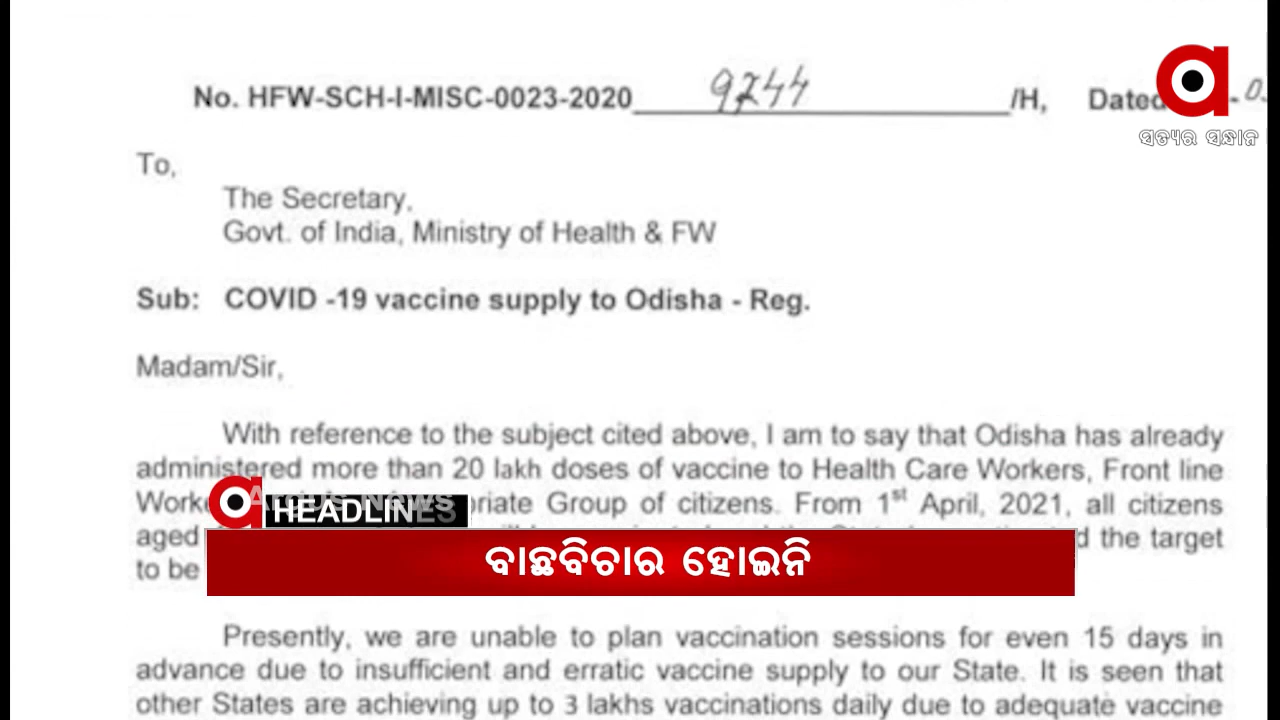 No. HFW-SCH-I-MISC-0023-2020 9744 /H, Dated
ସତ୍ୟର ସନ୍ଧାନ
To,
The Secretary,
Govt. of India, Ministry of Health & FW
Sub: COVID -19 vaccine supply to Odisha - Reg.
Madam/Sir,
With reference to the subject cited above, I am to say that Odisha has already
administered more than 20 lakh doses of vaccine to Health Care Workers, Front line
Group of citizens. From 1st April, 2021, all citizens
aged the target
to be
HEADLINES
ବାଛବିଚାର ହୋଇନି
Presently, we are unable to plan vaccination sessions for even 15 days in
advance due to insufficient and erratic vaccine supply to our State. It is seen that
other States are achieving up to 3 lakhs vaccinations daily due to adequate vaccine